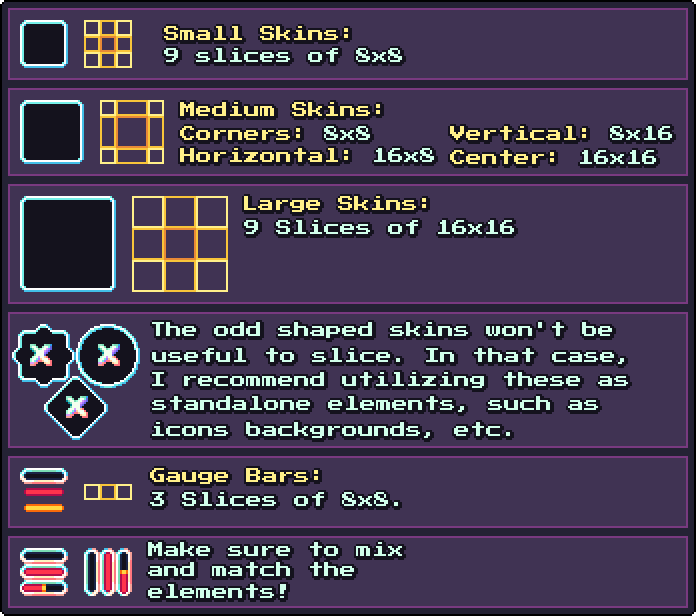 Small Skins:
9 slices of 8x8
Medium Skins:
Corners: 8x8 Vertical: 8x16
Horizontal: 16x8 Center: 16x16
Large Skins:
9 Slices of 16x16
The odd shaped skins won't be
useful to slice. In that case,
I recommend utilizing these as
standalone elements, such as
icons backgrounds, etc.
Gauge Bars:
3 Slices of 8x8.
Make sure to mix
and match the
elements!